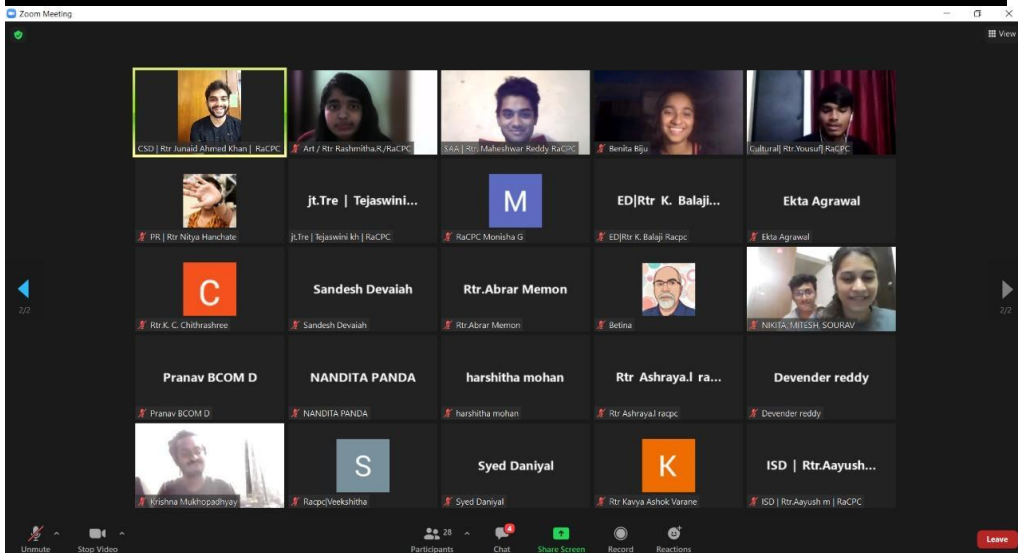 Zoom Meeting
View
CSD | Rtr Junaid Ahmed Khan | RaCPC
Art / Rtr Rashmitha.R/RaCPC
SAA | Rtr. Maheshwar Reddy RaCPC
Benita Biju
Cultural| Rtr.Yousuf| RaCPC
PR | Rtr Nitya Hanchate
jt.Tre | Tejaswini...
jt.Tre | Tejaswini kh | RaCPC
M
RaCPC Monisha G
ED|Rtr K. Balaji...
ED|Rtr K. Balaji Racpc
Ekta Agrawal
Ekta Agrawal
2/2
C
Rtr.K. C. Chithrashree
Sandesh Devaiah
Sandesh Devaiah
Rtr.Abrar Memon
Rtr.Abrar Memon
Betina
NIKITA, MITESH, SOURAV
2/2
Pranav BCOM D
Pranav BCOM D
NANDITA PANDA
NANDITA PANDA
harshitha mohan
harshitha mohan
Rtr Ashraya.l ra...
Rtr Ashraya.l racpc
Devender reddy
Devender reddy
Krishna Mukhopadhyay
S
Racpc|Veekshitha
Syed Daniyal
Syed Daniyal
K
Rtr Kavya Ashok Varane
ISD | Rtr.Aayush...
ISD | Rtr.Aayush m | RaCPC
Unmute
Stop Video
28
Participants
4
Chat
Share Screen
Record
Reactions
Leave